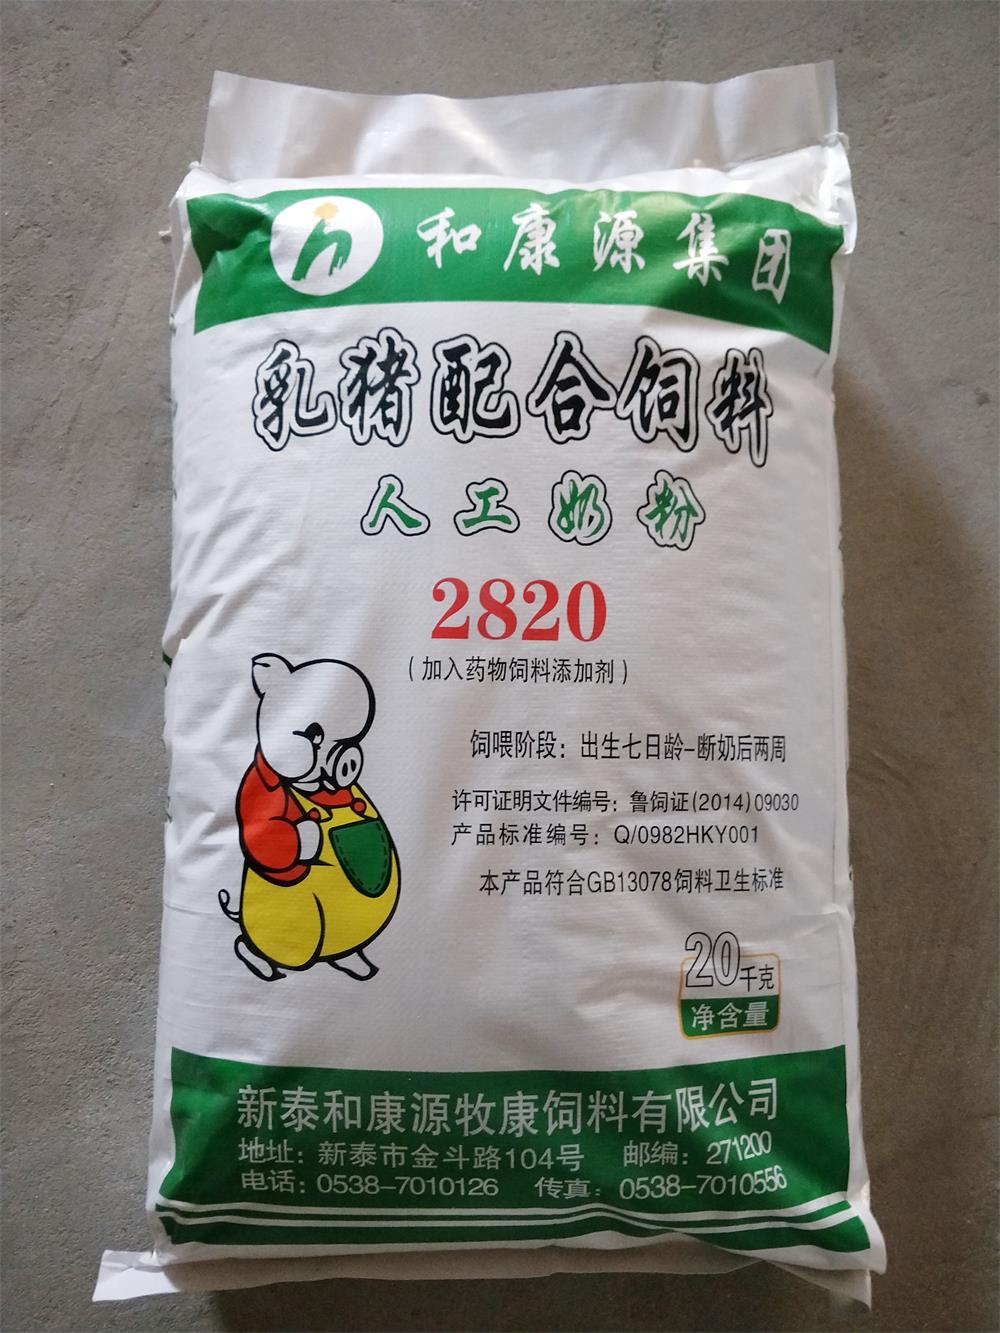 和康源集团
乳猪配合饲料
人工奶粉
2820
(加入药物饲料添加剂)
饲喂阶段：出生七日龄-断奶后两周
许可证明文件编号：鲁饲证(2014)09030
产品标准编号：Q/0982HKY001
本产品符合GB13078饲料卫生标准
20千克
净含量
新泰和康源牧康饲料有限公司
地址：新泰市金斗路104号 邮编：271200
电话：0538-7010126 传真：0538-7010556